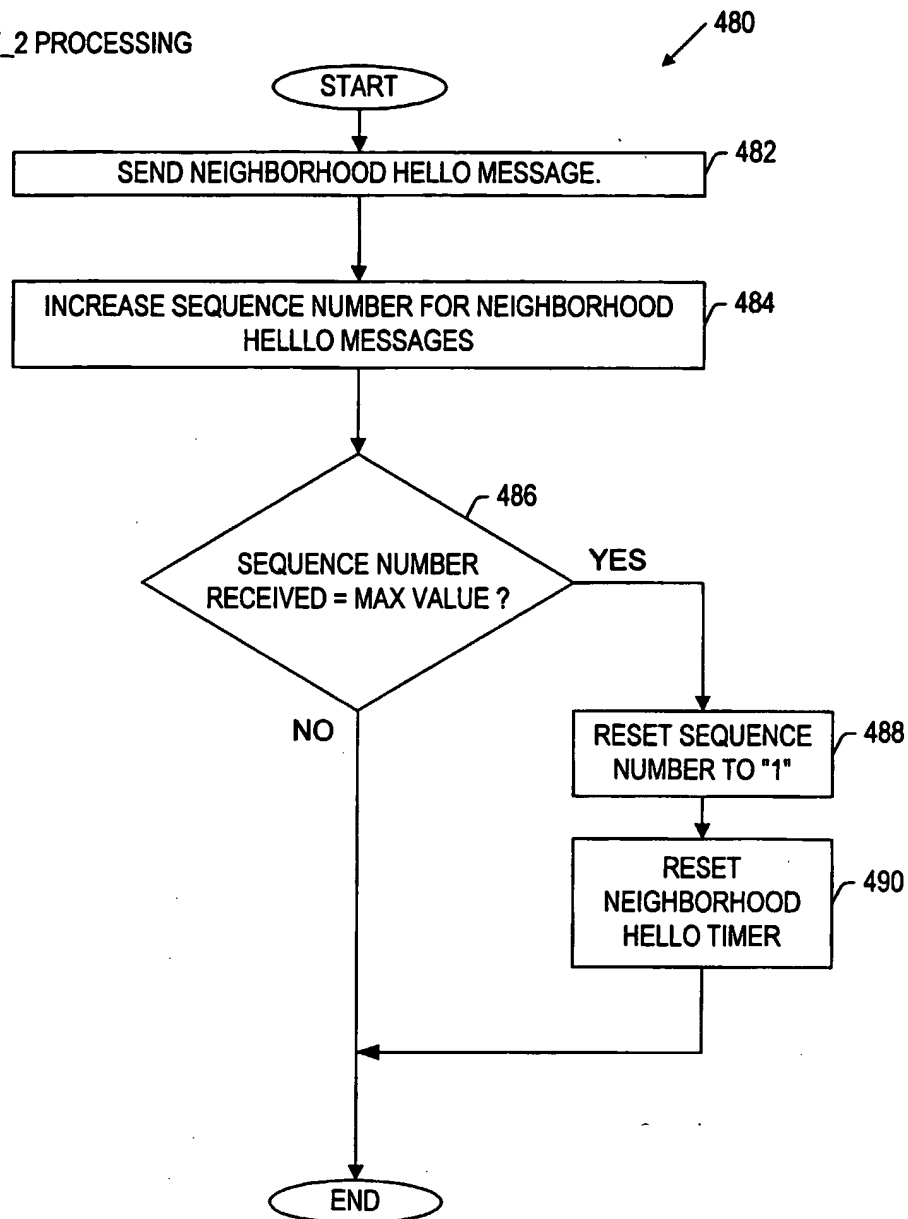 _2 PROCESSING
480
START
SEND NEIGHBORHOOD HELLO MESSAGE.
482
INCREASE SEQUENCE NUMBER FOR NEIGHBORHOOD
HELLLO MESSAGES
484
486
SEQUENCE NUMBER
RECEIVED = MAX VALUE ?
YES
NO
RESET SEQUENCE
NUMBER TO "1"
488
RESET
NEIGHBORHOOD
HELLO TIMER
490
END